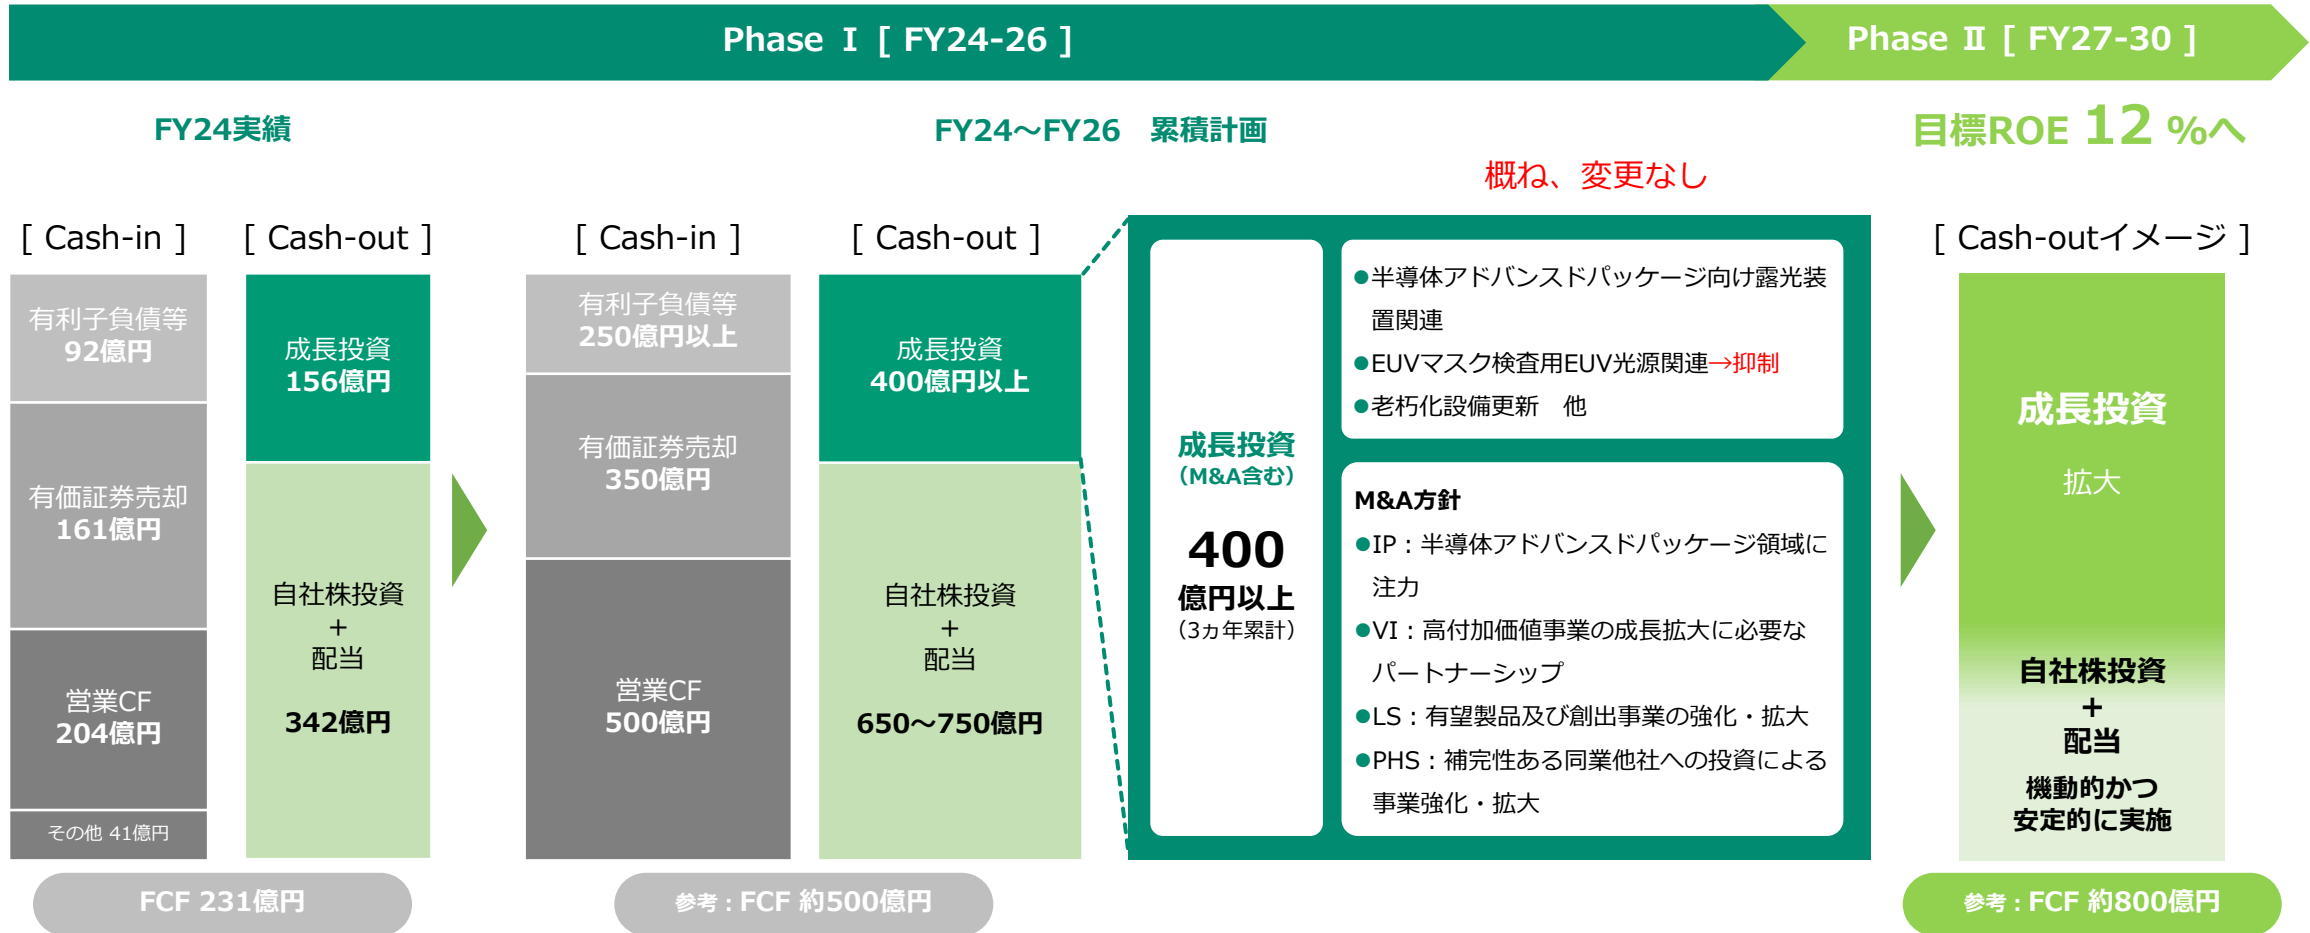 Phase Ⅰ [ FY24-26 ]
Phase Ⅱ [ FY27-30 ]
FY24実績
FY24～FY26　累積計画
目標ROE 12 %へ
概ね、変更なし
[ Cash-in ]
[ Cash-out ]
有利子負債等
92億円
有価証券売却
161億円
営業CF
204億円
その他 41億円
成長投資
156億円
自社株投資
+
配当
342億円
FCF 231億円
[ Cash-in ]
[ Cash-out ]
有利子負債等
250億円以上
有価証券売却
350億円
営業CF
500億円
成長投資
400億円以上
自社株投資
+
配当
650～750億円
参考：FCF 約500億円
成長投資
（M&A含む）
400
億円以上
（3ヵ年累計）
●半導体アドバンスドパッケージ向け露光装
置関連
●EUVマスク検査用EUV光源関連→抑制
●老朽化設備更新　他
M&A方針
●IP：半導体アドバンスドパッケージ領域に
注力
●VI：高付加価値事業の成長拡大に必要な
パートナーシップ
●LS：有望製品及び創出事業の強化・拡大
●PHS：補完性ある同業他社への投資による
事業強化・拡大
[ Cash-outイメージ ]
成長投資
拡大
自社株投資
+
配当
機動的かつ
安定的に実施
参考：FCF 約800億円